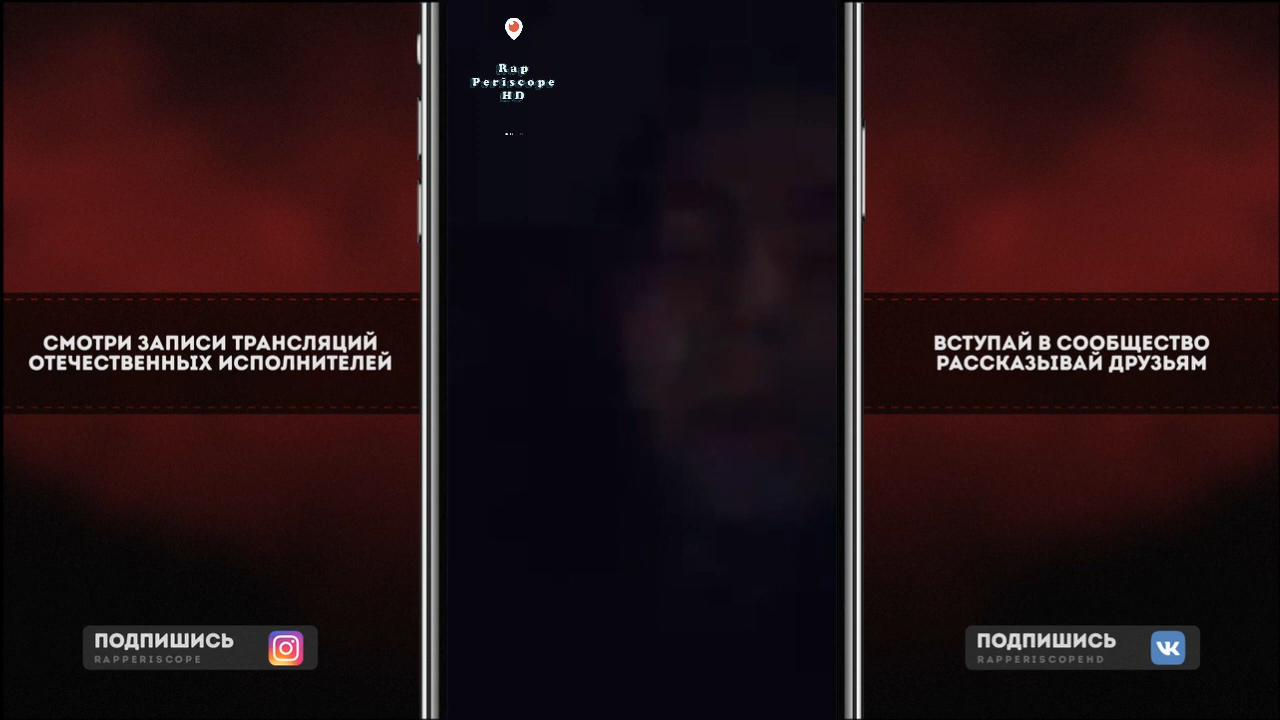 Rap
Periscope
HD
СМОТРИ ЗАПИСИ ТРАНСЛЯЦИЙ
ОТЕЧЕСТВЕННЫХ ИСПОЛНИТЕЛЕЙ
ВСТУПАЙ В СООБЩЕСТВО
РАССКАЗЫВАЙ ДРУЗЬЯМ
ПОДПИШИСЬ
RAPPERISCOPE
ПОДПИШИСЬ
RAPPERISCOPEHD